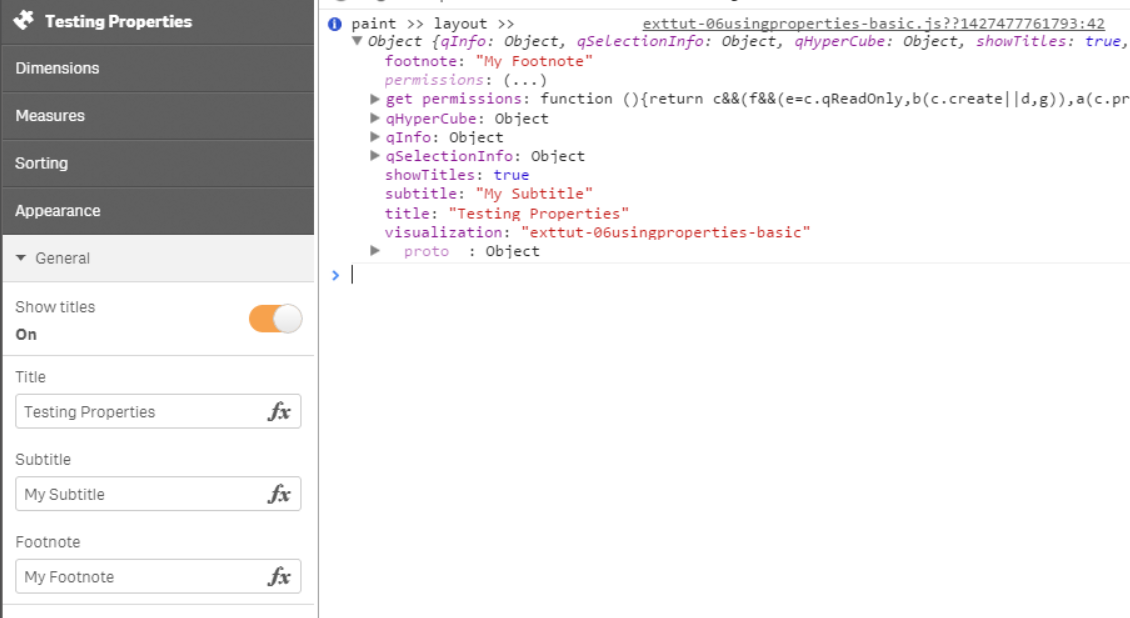 Testing Properties
Dimensions
Measures
Sorting
Appearance
General
Show titles
On
Title
Testing Properties fx
Subtitle
My Subtitle fx
Footnote
My Footnote fx
paint >> layout >> exttut-06usingproperties-basic.js??1427477761793:42
Object {qInfo: Object, qSelectionInfo: Object, qHyperCube: Object, showTitles: true,
footnote: "My Footnote"
permissions: (...)
get permissions: function (){return c&&(f&&(e=c.qReadOnly,b(c.create||d,g)),a(c.pr
qHyperCube: Object
qInfo: Object
qSelectionInfo: Object
showTitles: true
subtitle: "My Subtitle"
title: "Testing Properties"
visualization: "exttut-06usingproperties-basic"
proto : Object
>